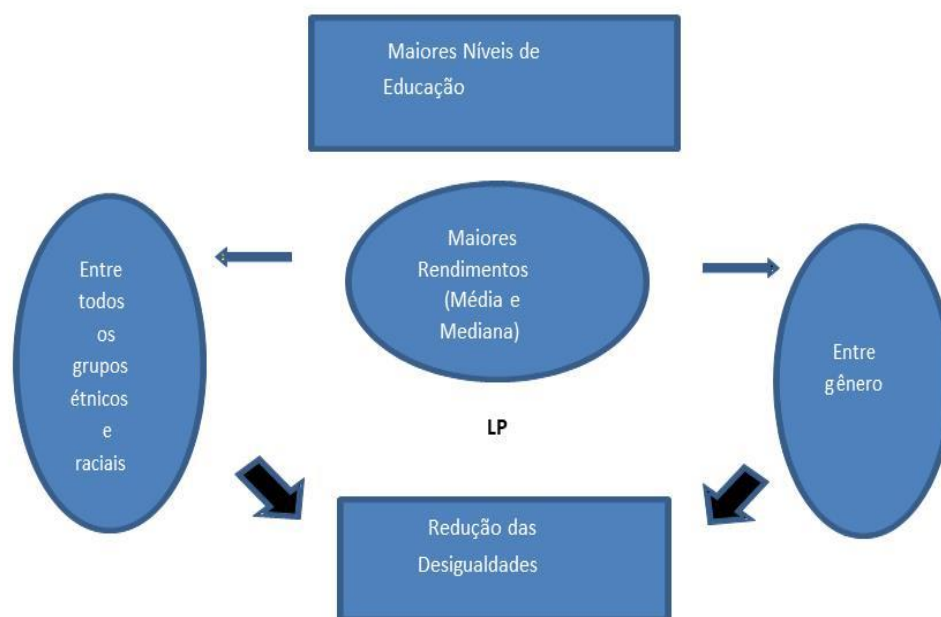 Maiores Níveis de
Educação
Maiores
Rendimentos
(Média e
Mediana)
Entre
todos
os
grupos
étnicos
e
raciais
Entre
gênero
LP
Redução das
Desigualdades